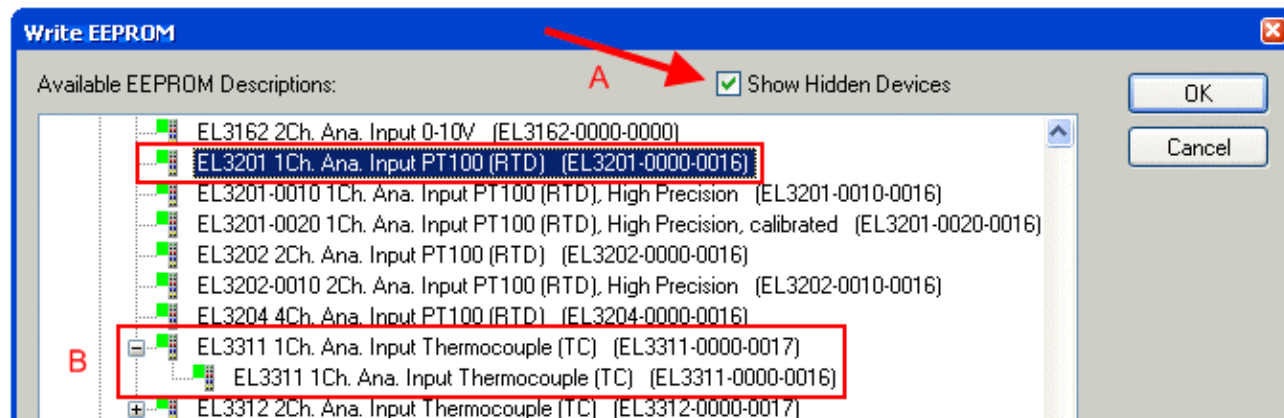 Write EEPROM
A
Available EEPROM Descriptions:
Show Hidden Devices
OK
Cancel
EL3162 2Ch. Ana. Input 0-10V (EL3162-0000-0000)
EL3201 1Ch. Ana. Input PT100 (RTD) (EL3201-0000-0016)
EL3201-0010 1Ch. Ana. Input PT100 (RTD), High Precision (EL3201-0010-0016)
EL3201-0020 1Ch. Ana. Input PT100 (RTD), High Precision, calibrated (EL3201-0020-0016)
EL3202 2Ch. Ana. Input PT100 (RTD) (EL3202-0000-0016)
EL3202-0010 2Ch. Ana. Input PT100 (RTD), High Precision (EL3202-0010-0016)
EL3204 4Ch. Ana. Input PT100 (RTD) (EL3204-0000-0016)
B
EL3311 1Ch. Ana. Input Thermocouple (TC) (EL3311-0000-0017)
EL3311 1Ch. Ana. Input Thermocouple (TC) (EL3311-0000-0016)
EL3312 2Ch. Ana. Input Thermocouple (TC) (EL3312-0000-0017)